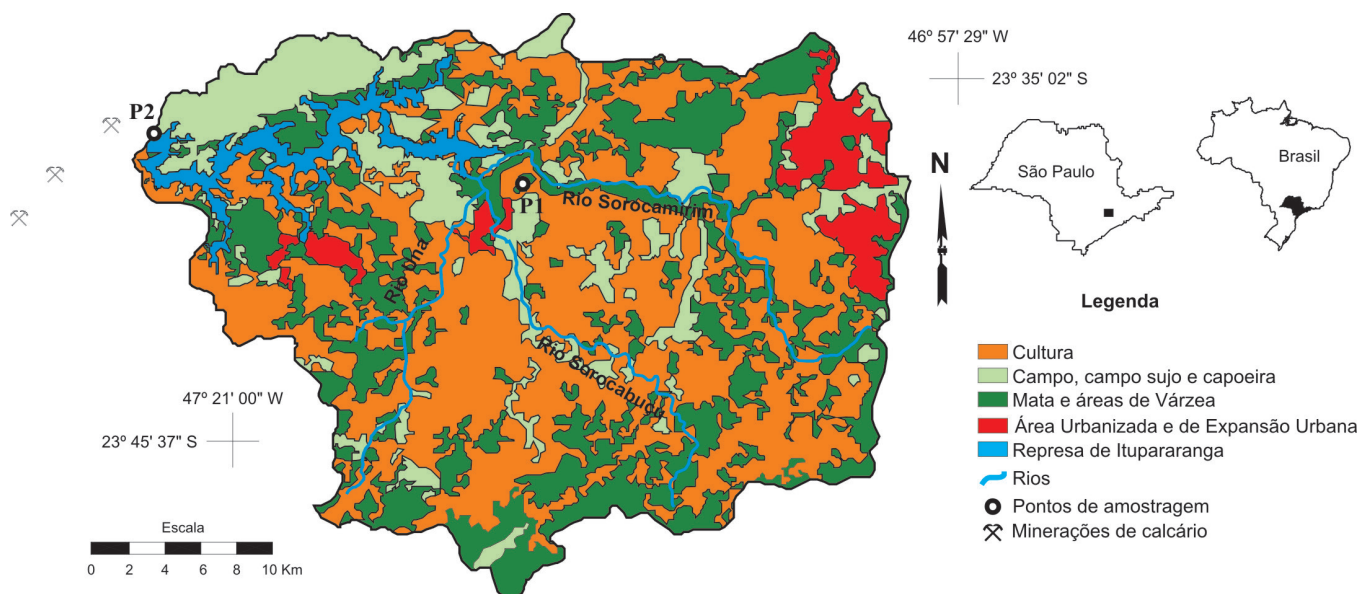 46º 57' 29" W
23º 35' 02" S
P2
P1
N
São Paulo
Brasil
Rio Sorocamirim
Rio Una
Rio Sorocabuçu
47º 21' 00" W
23º 45' 37" S
Legenda
Cultura
Campo, campo sujo e capoeira
Mata e áreas de Várzea
Área Urbanizada e de Expansão Urbana
Represa de Itupararanga
Rios
Pontos de amostragem
Minerações de calcário
Escala
0 2 4 6 8 10 Km